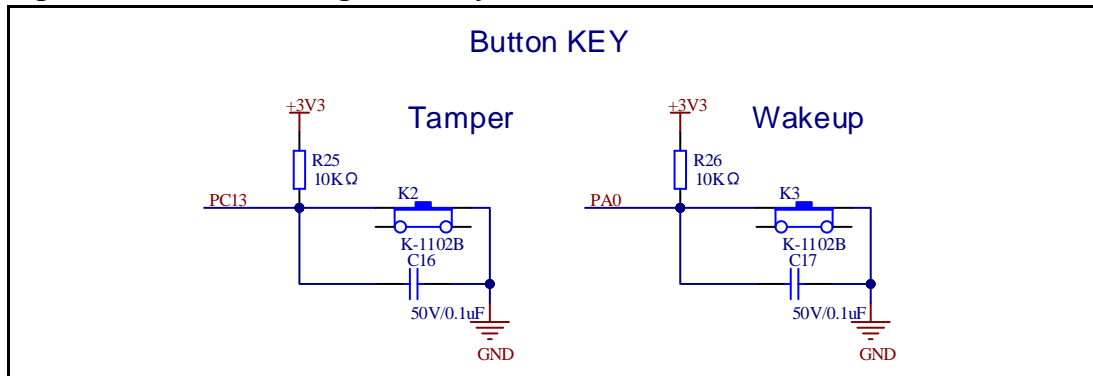 Button KEY
+3V3
Tamper
+3V3
Wakeup
R25
10KΩ
R26
10KΩ
PC13
K2
PA0
K3
K-1102B
C16
K-1102B
C17
50V/0.1uF
50V/0.1uF
GND
GND